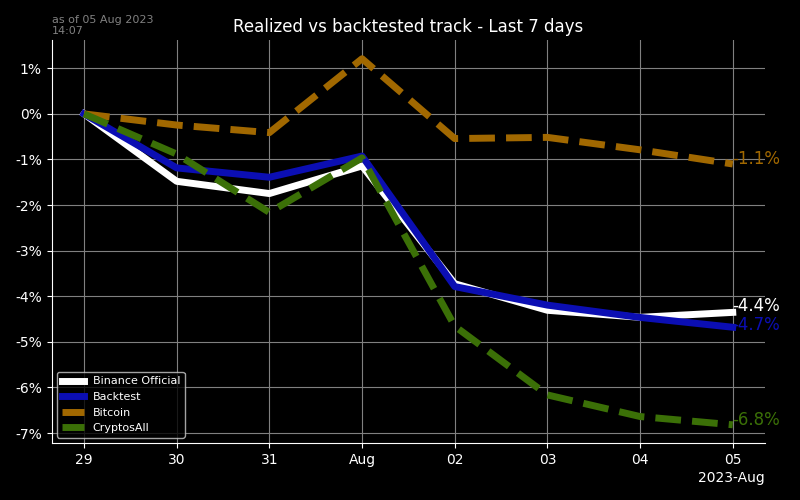 as of 05 Aug 2023
14:07
Realized vs backtested track - Last 7 days
1%
0%
-1%
-2%
-3%
-4%
-5%
-6%
-7%
-1.1%
-4.4%
-4.7%
-6.8%
Binance Official
Backtest
Bitcoin
CryptosAll
29 30 31 Aug 02 03 04 05
2023-Aug